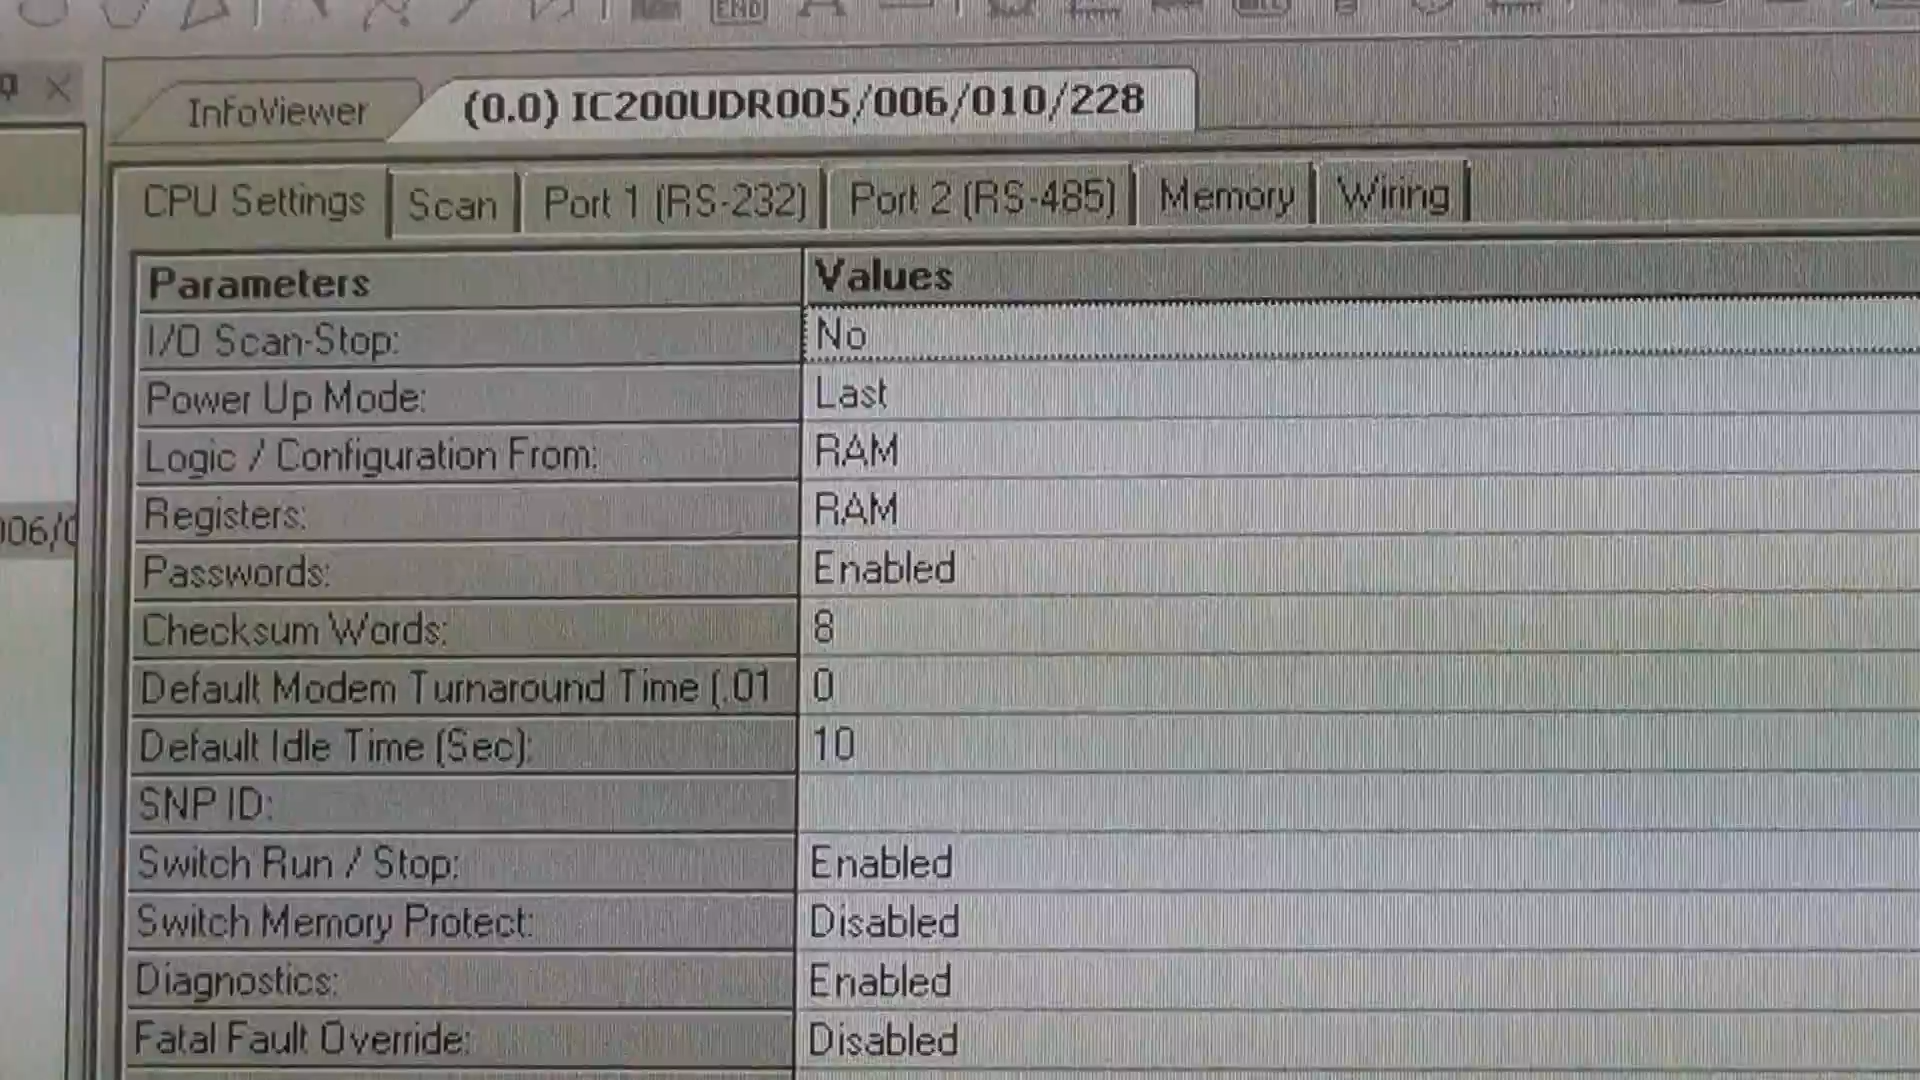 END
InfoViewer
(0.0) IC200UDR005/006/010/228
CPU Settings Scan Port 1 (RS-232) Port 2 (RS-485) Memory Wiring
Parameters Values
I/O Scan-Stop: No
Power Up Mode: Last
Logic / Configuration From: RAM
Registers: RAM
006/0
Passwords: Enabled
Checksum Words: 8
Default Modem Turnaround Time (.01 0
Default Idle Time (Sec): 10
SNP ID:
Switch Run / Stop: Enabled
Switch Memory Protect: Disabled
Diagnostics: Enabled
Fatal Fault Override: Disabled